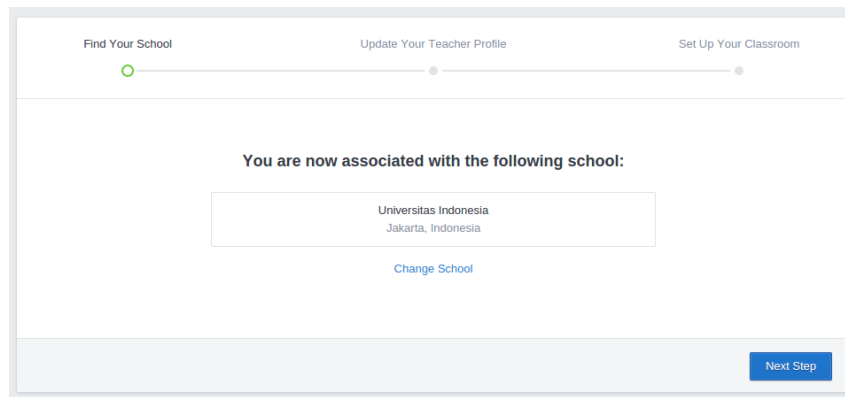 Find Your School
Update Your Teacher Profile
Set Up Your Classroom
You are now associated with the following school:
Universitas Indonesia
Jakarta, Indonesia
Change School
Next Step